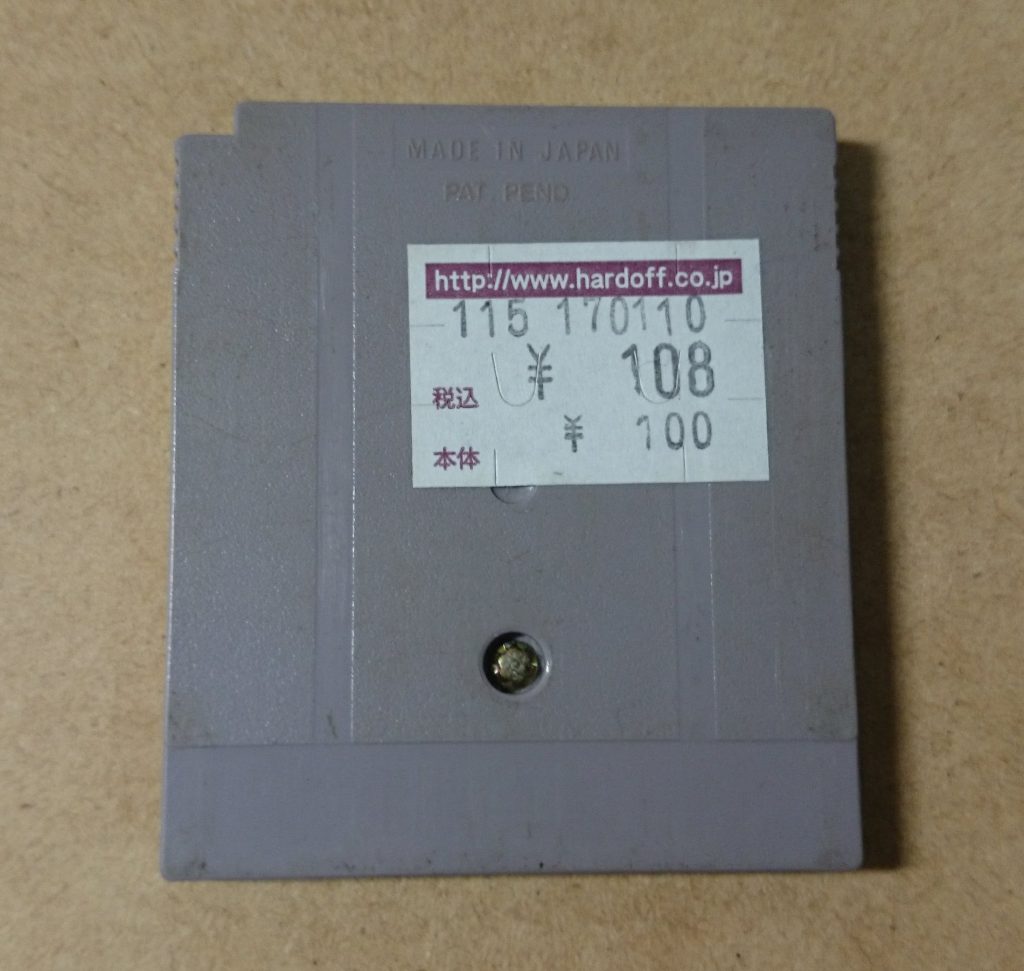 MADE IN JAPAN
PAT. PEND
http://www.hardoff.co.jp
115 170110
税込 ¥ 108
本体 ¥ 100